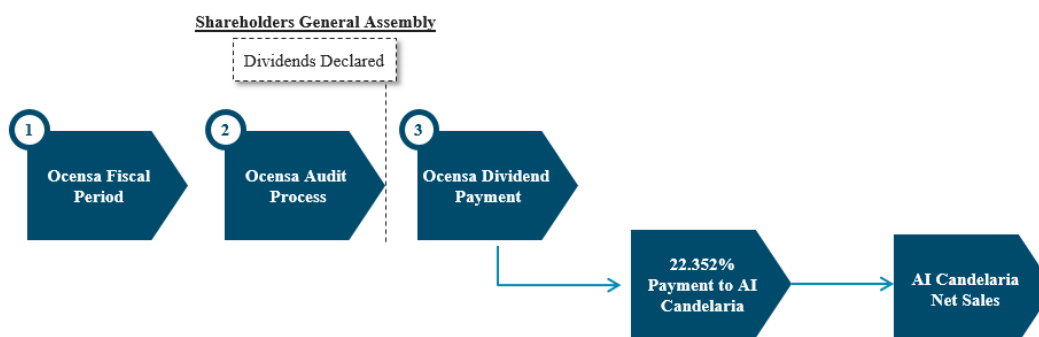 Shareholders General Assembly
Dividends Declared
1
Ocensa Fiscal
Period
2
Ocensa Audit
Process
3
Ocensa Dividend
Payment
22.352%
Payment to AI
Candelaria
AI Candelaria
Net Sales